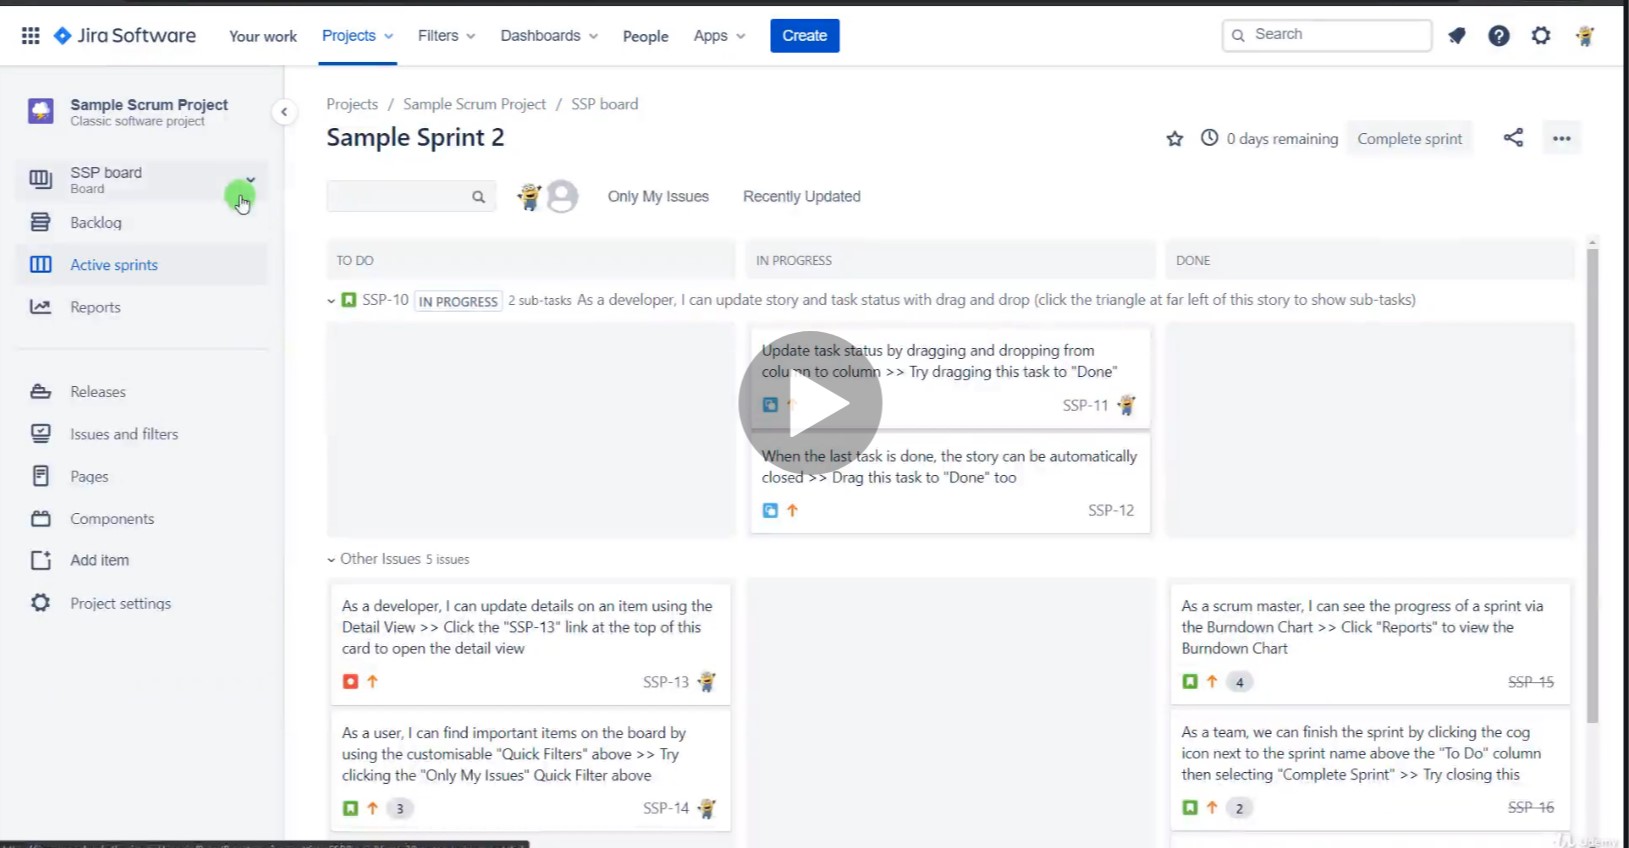 Jira Software
Your work
Projects
Filters
Dashboards
People
Apps
Create
Search
Sample Scrum Project
Classic software project
SSP board
Board
Backlog
Active sprints
Reports
Releases
Issues and filters
Pages
Components
Add item
Project settings
Projects / Sample Scrum Project / SSP board
Sample Sprint 2
0 days remaining
Complete sprint
Only My Issues
Recently Updated
TO DO
IN PROGRESS
DONE
SSP-10 IN PROGRESS 2 sub-tasks As a developer, I can update story and task status with drag and drop (click the triangle at far left of this story to show sub-tasks)
Update task status by dragging and dropping from
column to column >> Try dragging this task to "Done"
SSP-11
When the last task is done, the story can be automatically
closed >> Drag this task to "Done" too
SSP-12
Other Issues 5 issues
As a developer, I can update details on an item using the
Detail View >> Click the "SSP-13" link at the top of this
card to open the detail view
SSP-13
As a user, I can find important items on the board by
using the customisable "Quick Filters" above >> Try
clicking the "Only My Issues" Quick Filter above
3
SSP-14
As a scrum master, I can see the progress of a sprint via
the Burndown Chart >> Click "Reports" to view the
Burndown Chart
4
SSP-15
As a team, we can finish the sprint by clicking the cog
icon next to the sprint name above the "To Do" column
then selecting "Complete Sprint" >> Try closing this
2
SSP-16
Udemy